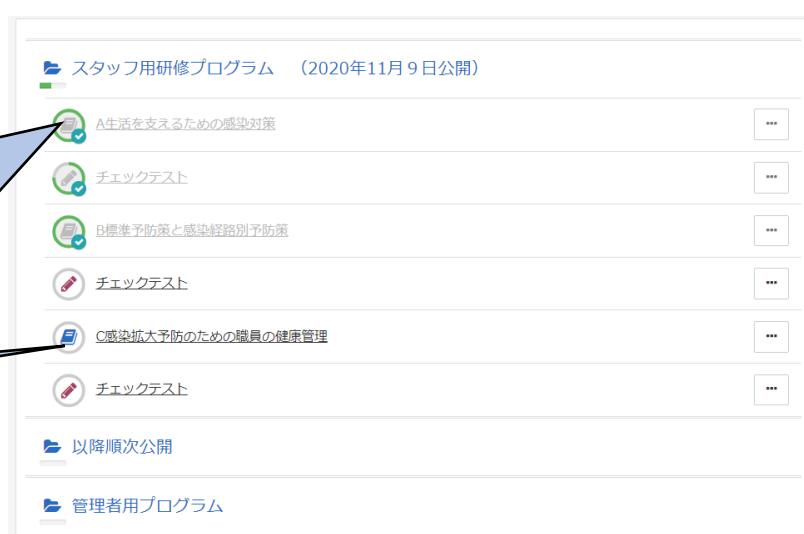 スタッフ用研修プログラム　（2020年11月９日公開）
A生活を支えるための感染対策
チェックテスト
B標準予防策と感染経路別予防策
チェックテスト
C感染拡大予防のための職員の健康管理
チェックテスト
以降順次公開
管理者用プログラム